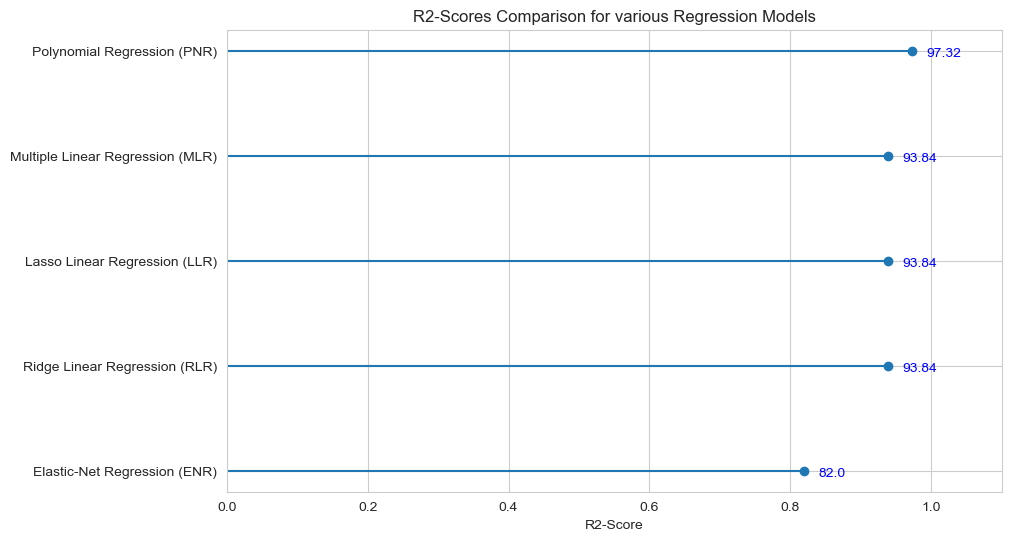 R2-Scores Comparison for various Regression Models
Polynomial Regression (PNR)
97.32
Multiple Linear Regression (MLR)
93.84
Lasso Linear Regression (LLR)
93.84
Ridge Linear Regression (RLR)
93.84
Elastic-Net Regression (ENR)
82.0
0.0 0.2 0.4 0.6 0.8 1.0
R2-Score